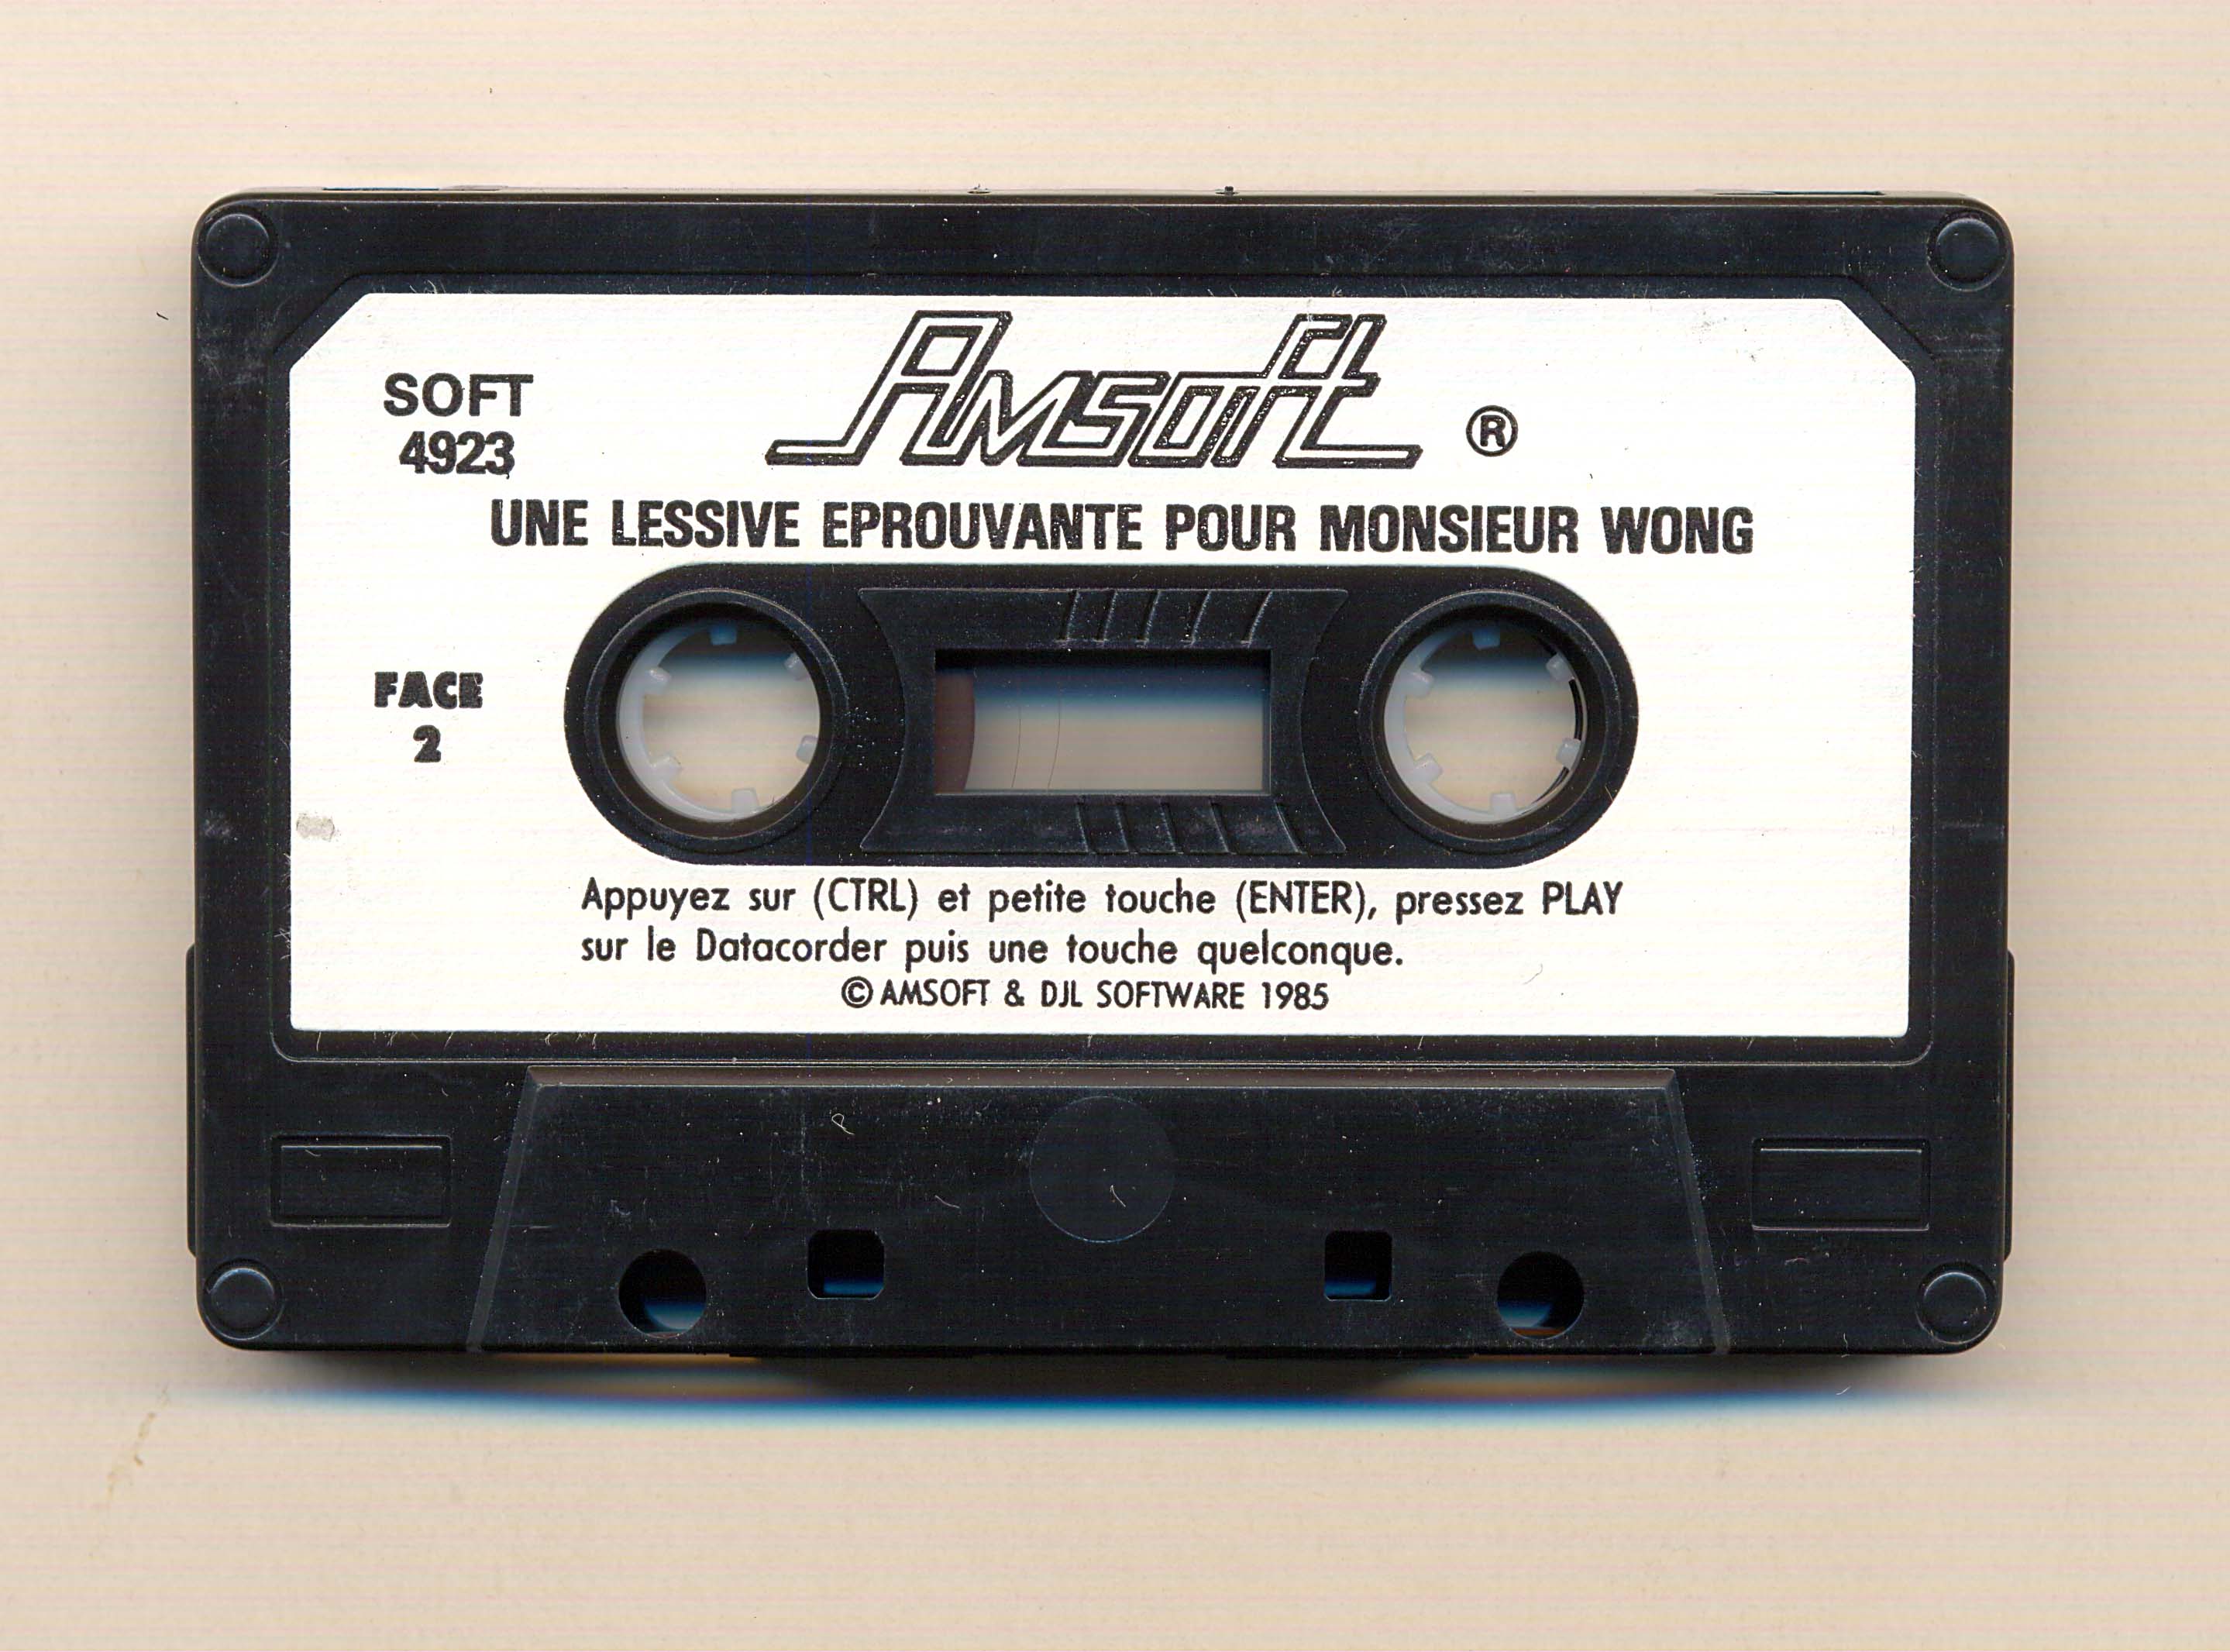 SOFT
4923
Amsoft ®
UNE LESSIVE EPROUVANTE POUR MONSIEUR WONG
FACE
2
Appuyez sur (CTRL) et petite touche (ENTER), pressez PLAY
sur le Datacorder puis une touche quelconque.
© AMSOFT & DJL SOFTWARE 1985